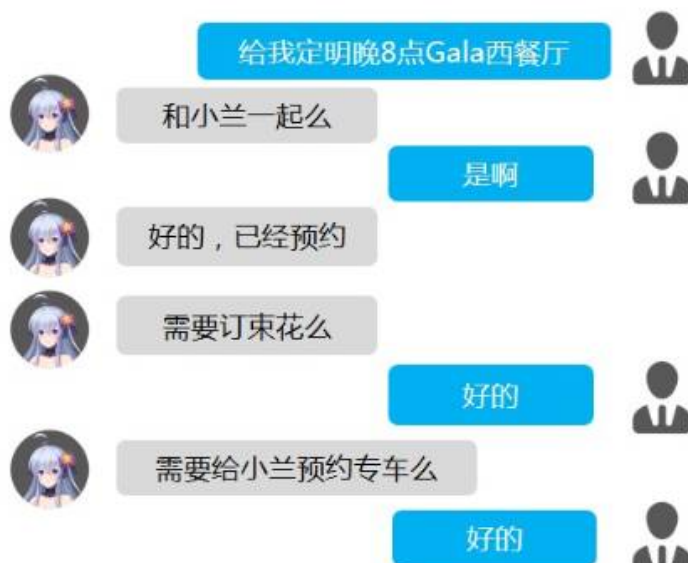 给我定明晚8点Gala西餐厅
和小兰一起么
是啊
好的，已经预约
需要订束花么
好的
需要给小兰预约专车么
好的